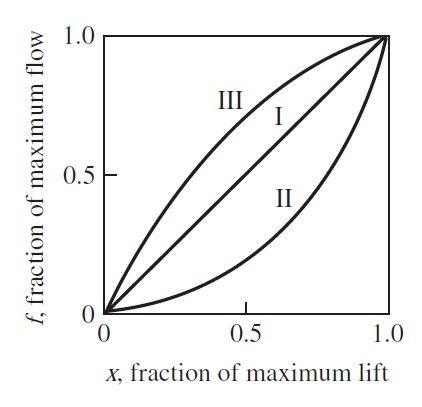 1.0
f, fraction of maximum flow
III
I
0.5
II
0
0
0.5
1.0
x, fraction of maximum lift